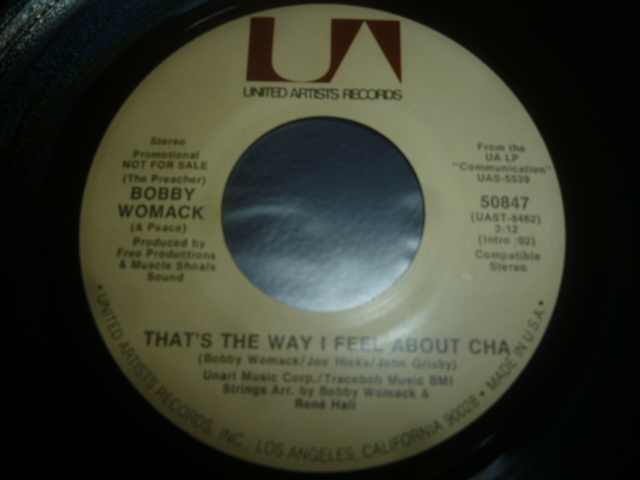 UA
UNITED ARTISTS RECORDS
Stereo
Promotional
NOT FOR SALE
(The Preacher)
BOBBY
WOMACK
(& Peace)
Produced by
Free Productions
& Muscle Shoals
Sound
From the
UA LP
"Communication"
UAS-5539
50847
(UAST-8462)
3:12
(Intro :02)
Compatible
Stereo
THAT'S THE WAY I FEEL ABOUT CHA
(Bobby Womack/Joe Hicks/John Grisby)
Unart Music Corp./Tracebob Music BMI
Strings Arr. by Bobby Womack &
René Hall
• UNITED ARTISTS RECORDS, INC., LOS ANGELES, CALIFORNIA 90028 • MADE IN U.S.A. •